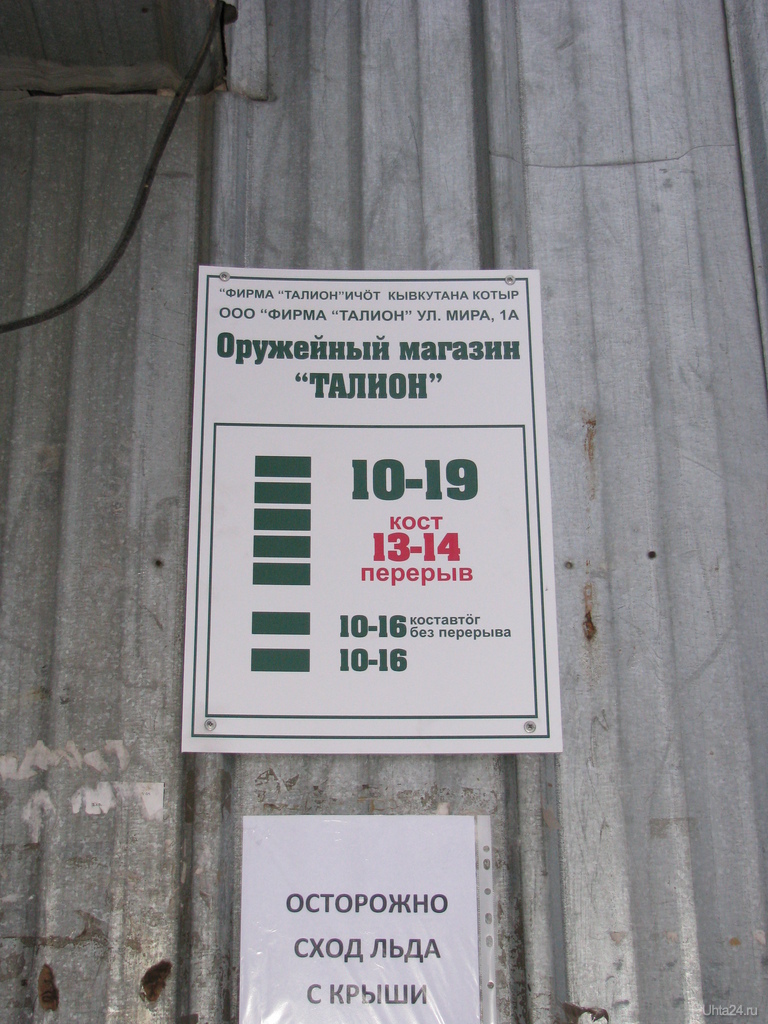 “ФИРМА “ТАЛИОН”ИЧӦТ КЫВКУТАНА КОТЫР
ООО “ФИРМА “ТАЛИОН” УЛ. МИРА, 1А
Оружейный магазин
“ТАЛИОН”
10-19
кост
13-14
перерыв
10-16 коставтӧг
без перерыва
10-16
ОСТОРОЖНО
СХОД ЛЬДА
С КРЫШИ
Uhta24.ru